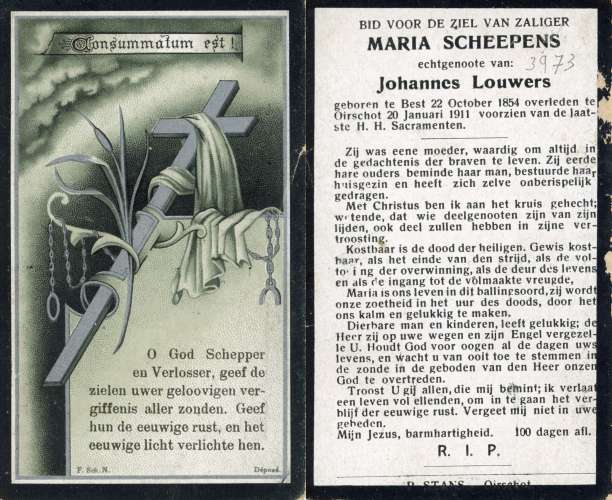 Consummatum est!
O God Schepper
en Verlosser, geef de
zielen uwer geloovigen ver-
giffenis aller zonden. Geef
hun de eeuwige rust, en het
eeuwige licht verlichte hen.
F. Sch. N.
Déposé.
BID VOOR DE ZIEL VAN ZALIGER
MARIA SCHEEPENS
echtgenoote van:
3973
Johannes Louwers
geboren te Best 22 October 1854 overleden te
Oirschot 20 Januari 1911 voorzien van de laat-
ste H. H. Sacramenten.
Zij was eene moeder, waardig om altijd in
de gedachtenis der braven te leven. Zij eerde
hare ouders beminde haar man, bestuurde haar
huisgezin en heeft zich zelve onberispelijk
gedragen.
Met Christus ben ik aan het kruis gehecht;
wetende, dat wie deelgenooten zijn van zijn
lijden, ook deel zullen hebben in zijne ver-
troosting.
Kostbaar is de dood der heiligen. Gewis kost-
baar, als het einde van den strijd, als de vol-
tooiing der overwinning, als de deur des levens
en als de ingang tot de volmaakte vreugde,
Maria is ons leven in dit ballingsoord, zij wordt
onze zoetheid in het uur des doods, door het
ons kalm en gelukkig te maken.
Dierbare man en kinderen, leeft gelukkig; de
Heer zij op uwe wegen en zijn Engel vergezel-
le U. Houdt God voor oogen al de dagen uws
levens, en wacht u van ooit toe te stemmen in
de zonde in de geboden van den Heer onzen
God te overtreden.
Troost U gij allen, die mij bemint; ik verlaat
een leven vol ellenden, om in te gaan het ver-
blijf der eeuwige rust. Vergeet mij niet in uwe
gebeden.
Mijn Jezus, barmhartigheid. 100 dagen afl.
R. I. P.
P. STANS Oirschot